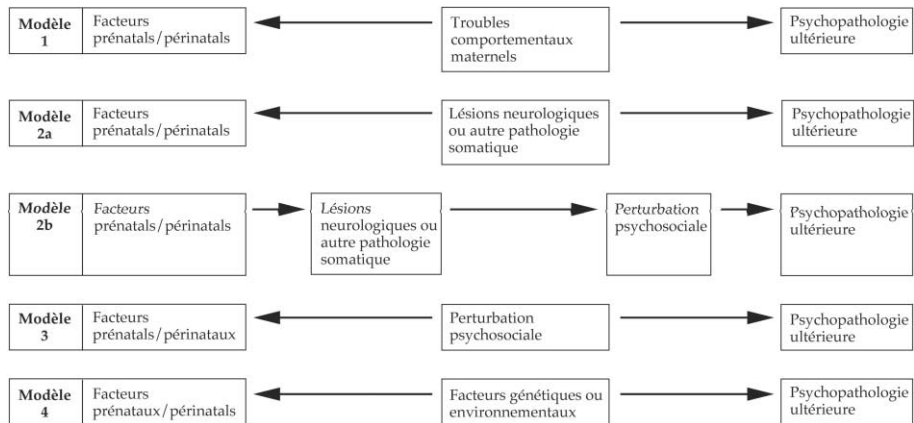 Modèle 1
Facteurs
prénatals/périnatals
Troubles
comportementaux
maternels
Psychopathologie
ultérieure
Modèle 2a
Facteurs
prénatals/périnatals
Lésions neurologiques
ou autre pathologie
somatique
Psychopathologie
ultérieure
Modèle 2b
Facteurs
prénatals/périnatals
Lésions
neurologiques ou
autre pathologie
somatique
Perturbation
psychosociale
Psychopathologie
ultérieure
Modèle 3
Facteurs
prénatals/périnataux
Perturbation
psychosociale
Psychopathologie
ultérieure
Modèle 4
Facteurs
prénataux/périnatals
Facteurs génétiques ou
environnementaux
Psychopathologie
ultérieure